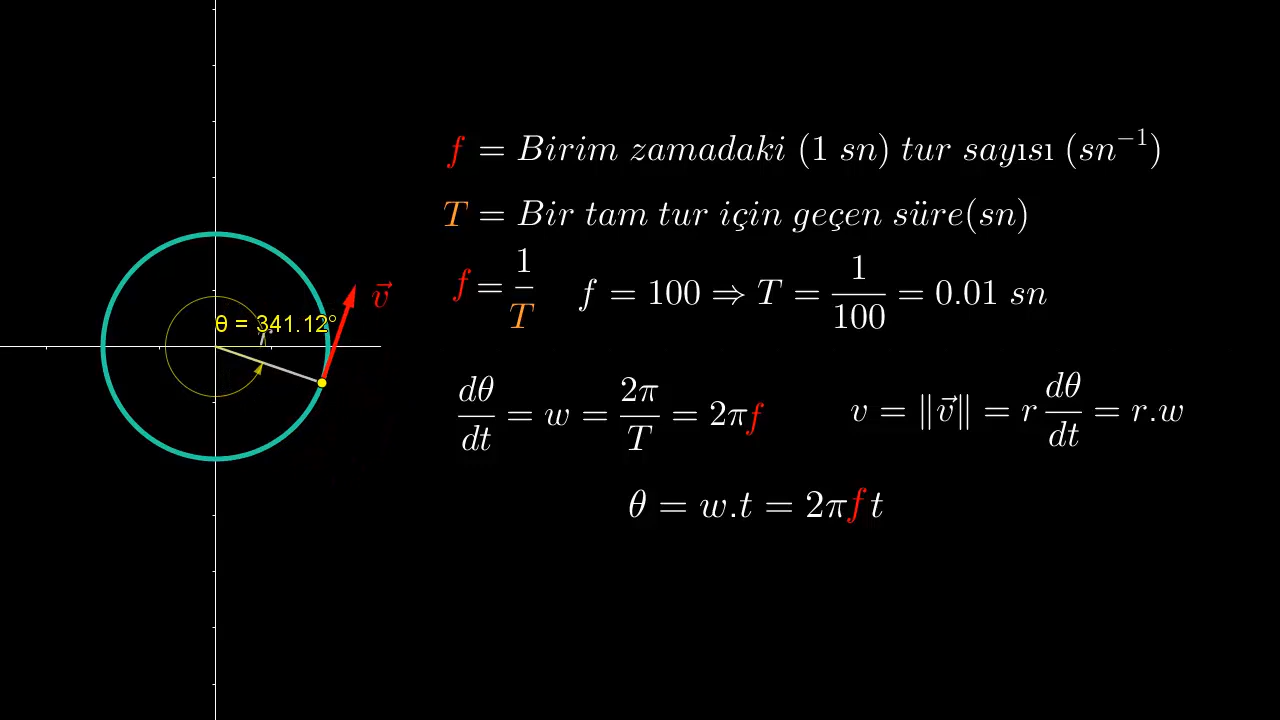 f = Birim zamadaki (1 sn) tur sayısı (sn⁻¹)
T = Bir tam tur için geçen süre(sn)
f = 1/T    f = 100 ⇒ T = 1/100 = 0.01 sn
v⃗
θ = 341.12°
dθ/dt = w = 2π/T = 2πf    v = ‖v⃗‖ = r dθ/dt = r.w
θ = w.t = 2πft